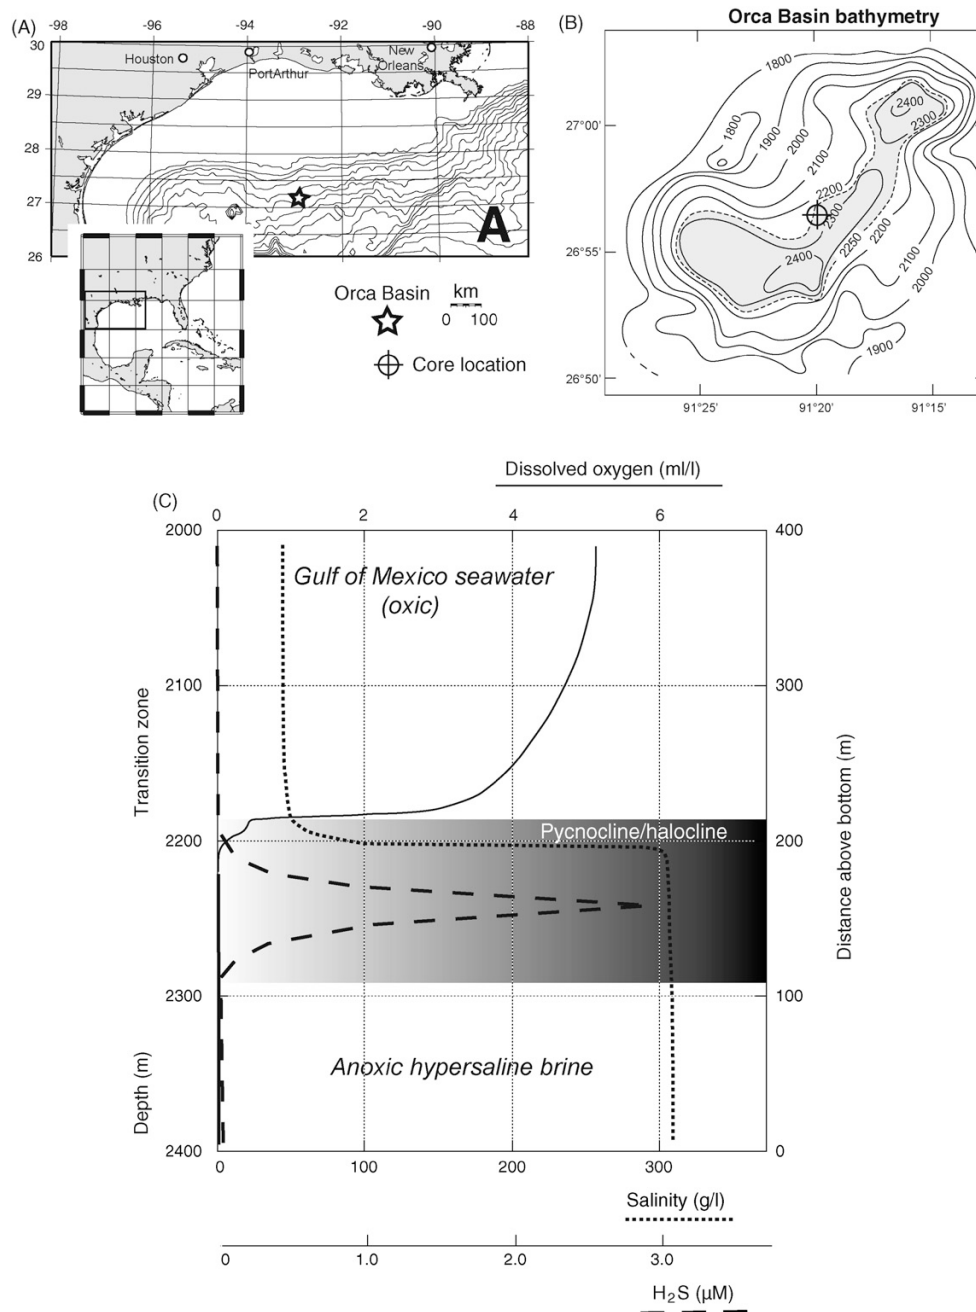 (A)
-98 -96 -94 -92 -90 -88
30
29
28
27
26
Houston
PortArthur
New
Orleans
A
Orca Basin
km
0 100
Core location
(B)
Orca Basin bathymetry
27°00'
26°55'
26°50'
91°25' 91°20' 91°15'
1800
1800
1900
2000
2100
2200
2300
2400
2300
2400
2250
2200
2100
2000
1900
(C)
Dissolved oxygen (ml/l)
0 2 4 6
2000
2100
2200
2300
2400
400
300
200
100
0
Transition zone
Depth (m)
Distance above bottom (m)
Gulf of Mexico seawater
(oxic)
Pycnocline/halocline
Anoxic hypersaline brine
0 100 200 300
Salinity (g/l)
0 1.0 2.0 3.0
H₂S (µM)